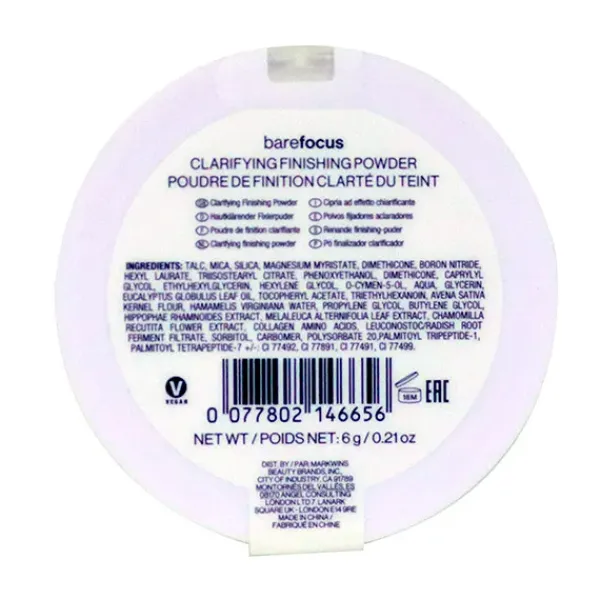 barefocus
CLARIFYING FINISHING POWDER
POUDRE DE FINITION CLARTÉ DU TEINT
GB Clarifying Finishing Powder
I Cipria ad effetto chiarificante
D Hautklärender Fixierpuder
E Polvos fijadores aclaradores
F Poudre de finition clarifiante
S Renande finishing-puder
NL Clarifying finishing powder
P Pó finalizador clarificador
INGREDIENTS: TALC, MICA, SILICA, MAGNESIUM MYRISTATE, DIMETHICONE, BORON NITRIDE,
HEXYL LAURATE, TRIISOSTEARYL CITRATE, PHENOXYETHANOL, DIMETHICONE, CAPRYLYL
GLYCOL, ETHYLHEXYLGLYCERIN, HEXYLENE GLYCOL, O-CYMEN-5-OL, AQUA, GLYCERIN,
EUCALYPTUS GLOBULUS LEAF OIL, TOCOPHERYL ACETATE, TRIETHYLHEXANOIN, AVENA SATIVA
KERNEL FLOUR, HAMAMELIS VIRGINIANA WATER, PROPYLENE GLYCOL, BUTYLENE GLYCOL,
HIPPOPHAE RHAMNOIDES EXTRACT, MELALEUCA ALTERNIFOLIA LEAF EXTRACT, CHAMOMILLA
RECUTITA FLOWER EXTRACT, COLLAGEN AMINO ACIDS, LEUCONOSTOC/RADISH ROOT
FERMENT FILTRATE, SORBITOL, CARBOMER, POLYSORBATE 20, PALMITOYL TRIPEPTIDE-1,
PALMITOYL TETRAPEPTIDE-7 +/-: CI 77492, CI 77891, CI 77491, CI 77499.
V
VEGAN
18M
EAC
0 077802 146656
NET WT / POIDS NET: 6 g / 0.21 oz
DIST. BY / PAR: MARKWINS
BEAUTY BRANDS, INC.
CITY OF INDUSTRY, CA 91789
MONTORNÉS DEL VALLÉS, ES
08170 ANGEL CONSULTING
LONDON LTD 7 LANARK
SQUARE UK - LONDON E14 9RE
MADE IN CHINA /
FABRIQUÉ EN CHINE